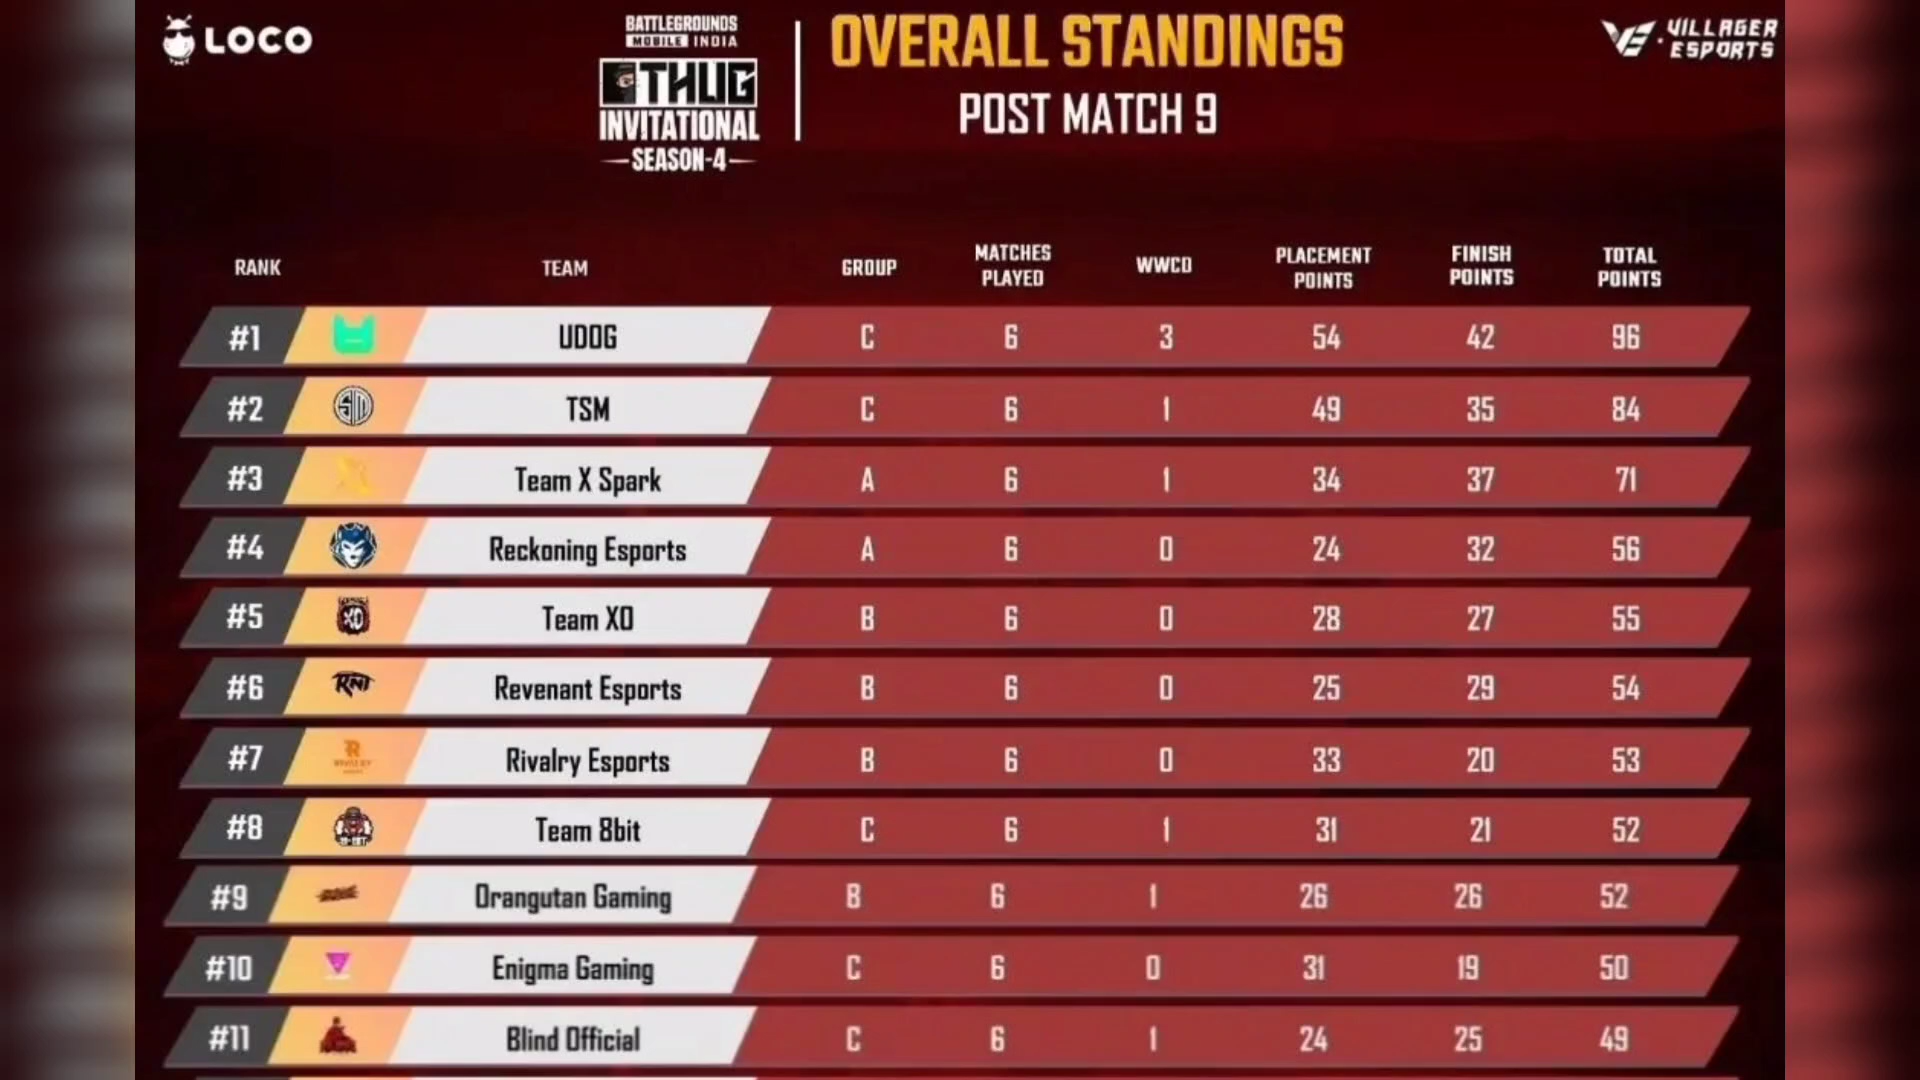 LOCO
BATTLEGROUNDS
MOBILE INDIA
THUG
INVITATIONAL
SEASON-4
OVERALL STANDINGS
POST MATCH 9
VILLAGER
ESPORTS
RANK TEAM GROUP MATCHES PLAYED WWCD PLACEMENT POINTS FINISH POINTS TOTAL POINTS
#1 UDOG C 6 3 54 42 96
#2 TSM C 6 1 49 35 84
#3 Team X Spark A 6 1 34 37 71
#4 Reckoning Esports A 6 0 24 32 56
#5 XO Team XO B 6 0 28 27 55
#6 RNT Revenant Esports B 6 0 25 29 54
#7 Rivalry Esports B 6 0 33 20 53
#8 Team 8bit C 6 1 31 21 52
#9 Orangutan Gaming B 6 1 26 26 52
#10 Enigma Gaming C 6 0 31 19 50
#11 Blind Official C 6 1 24 25 49